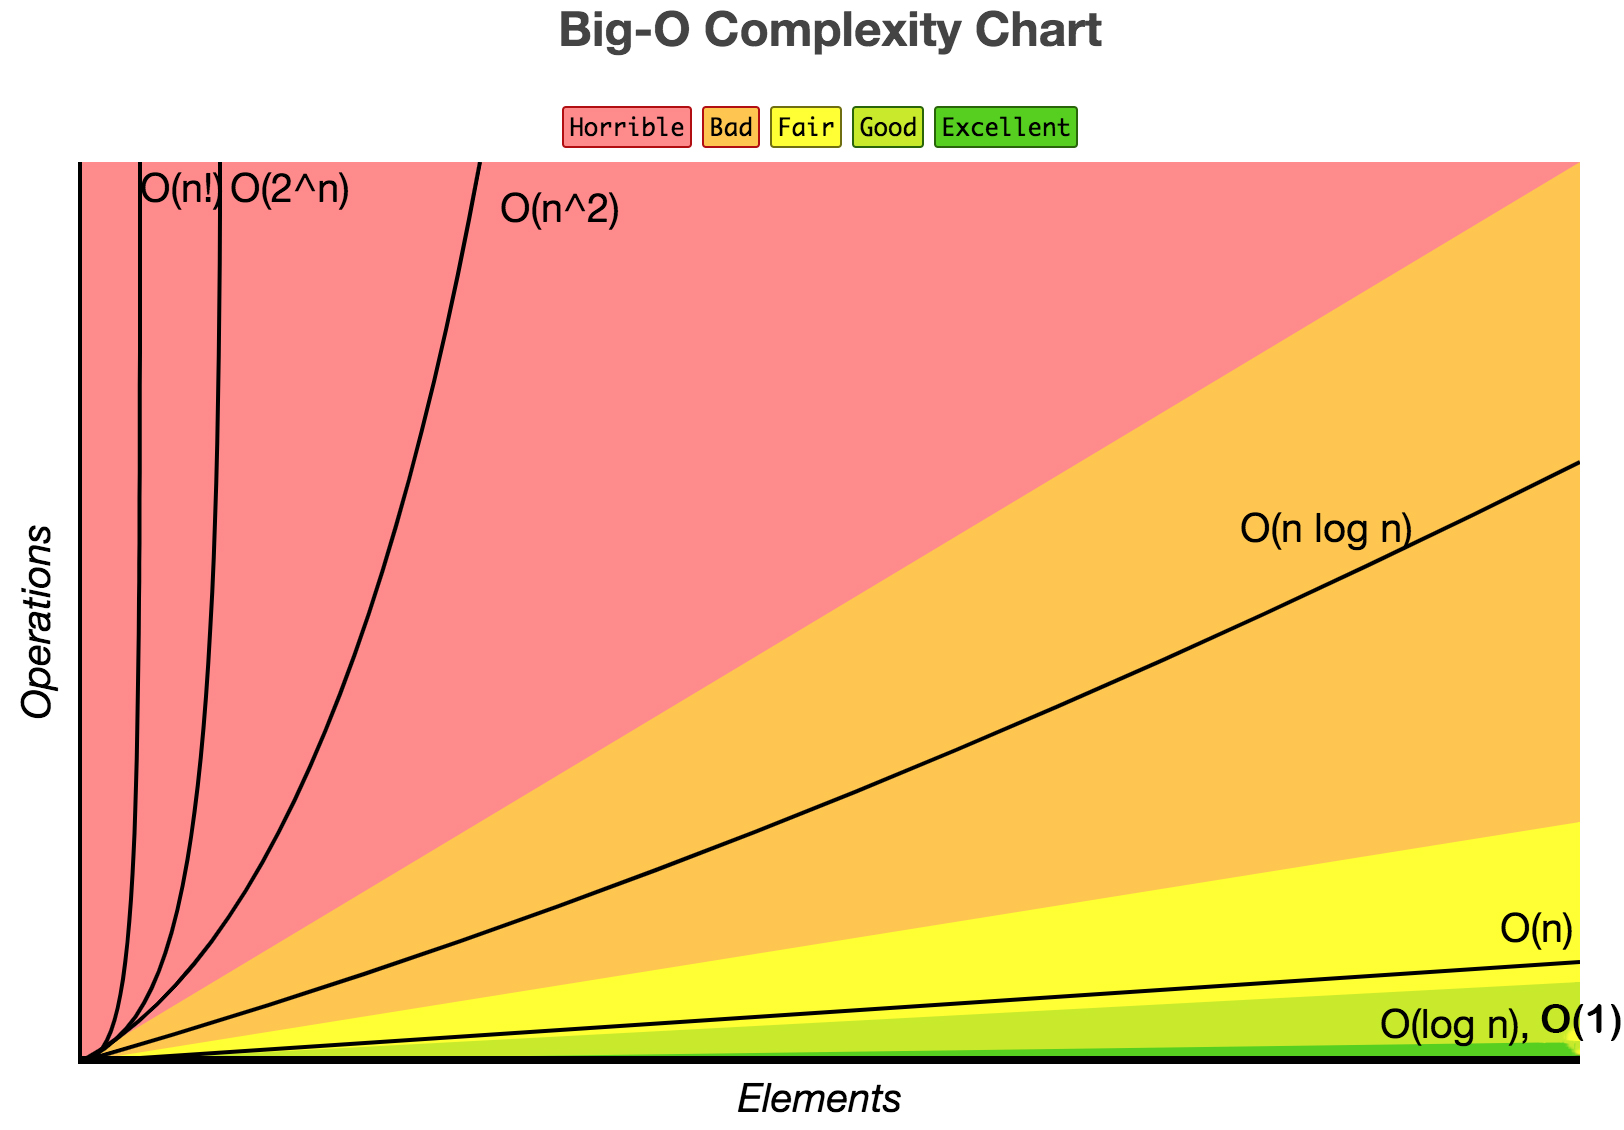 Big-O Complexity Chart
Horrible Bad Fair Good Excellent
O(n!) O(2^n)
O(n^2)
O(n log n)
O(n)
O(log n), O(1)
Operations
Elements